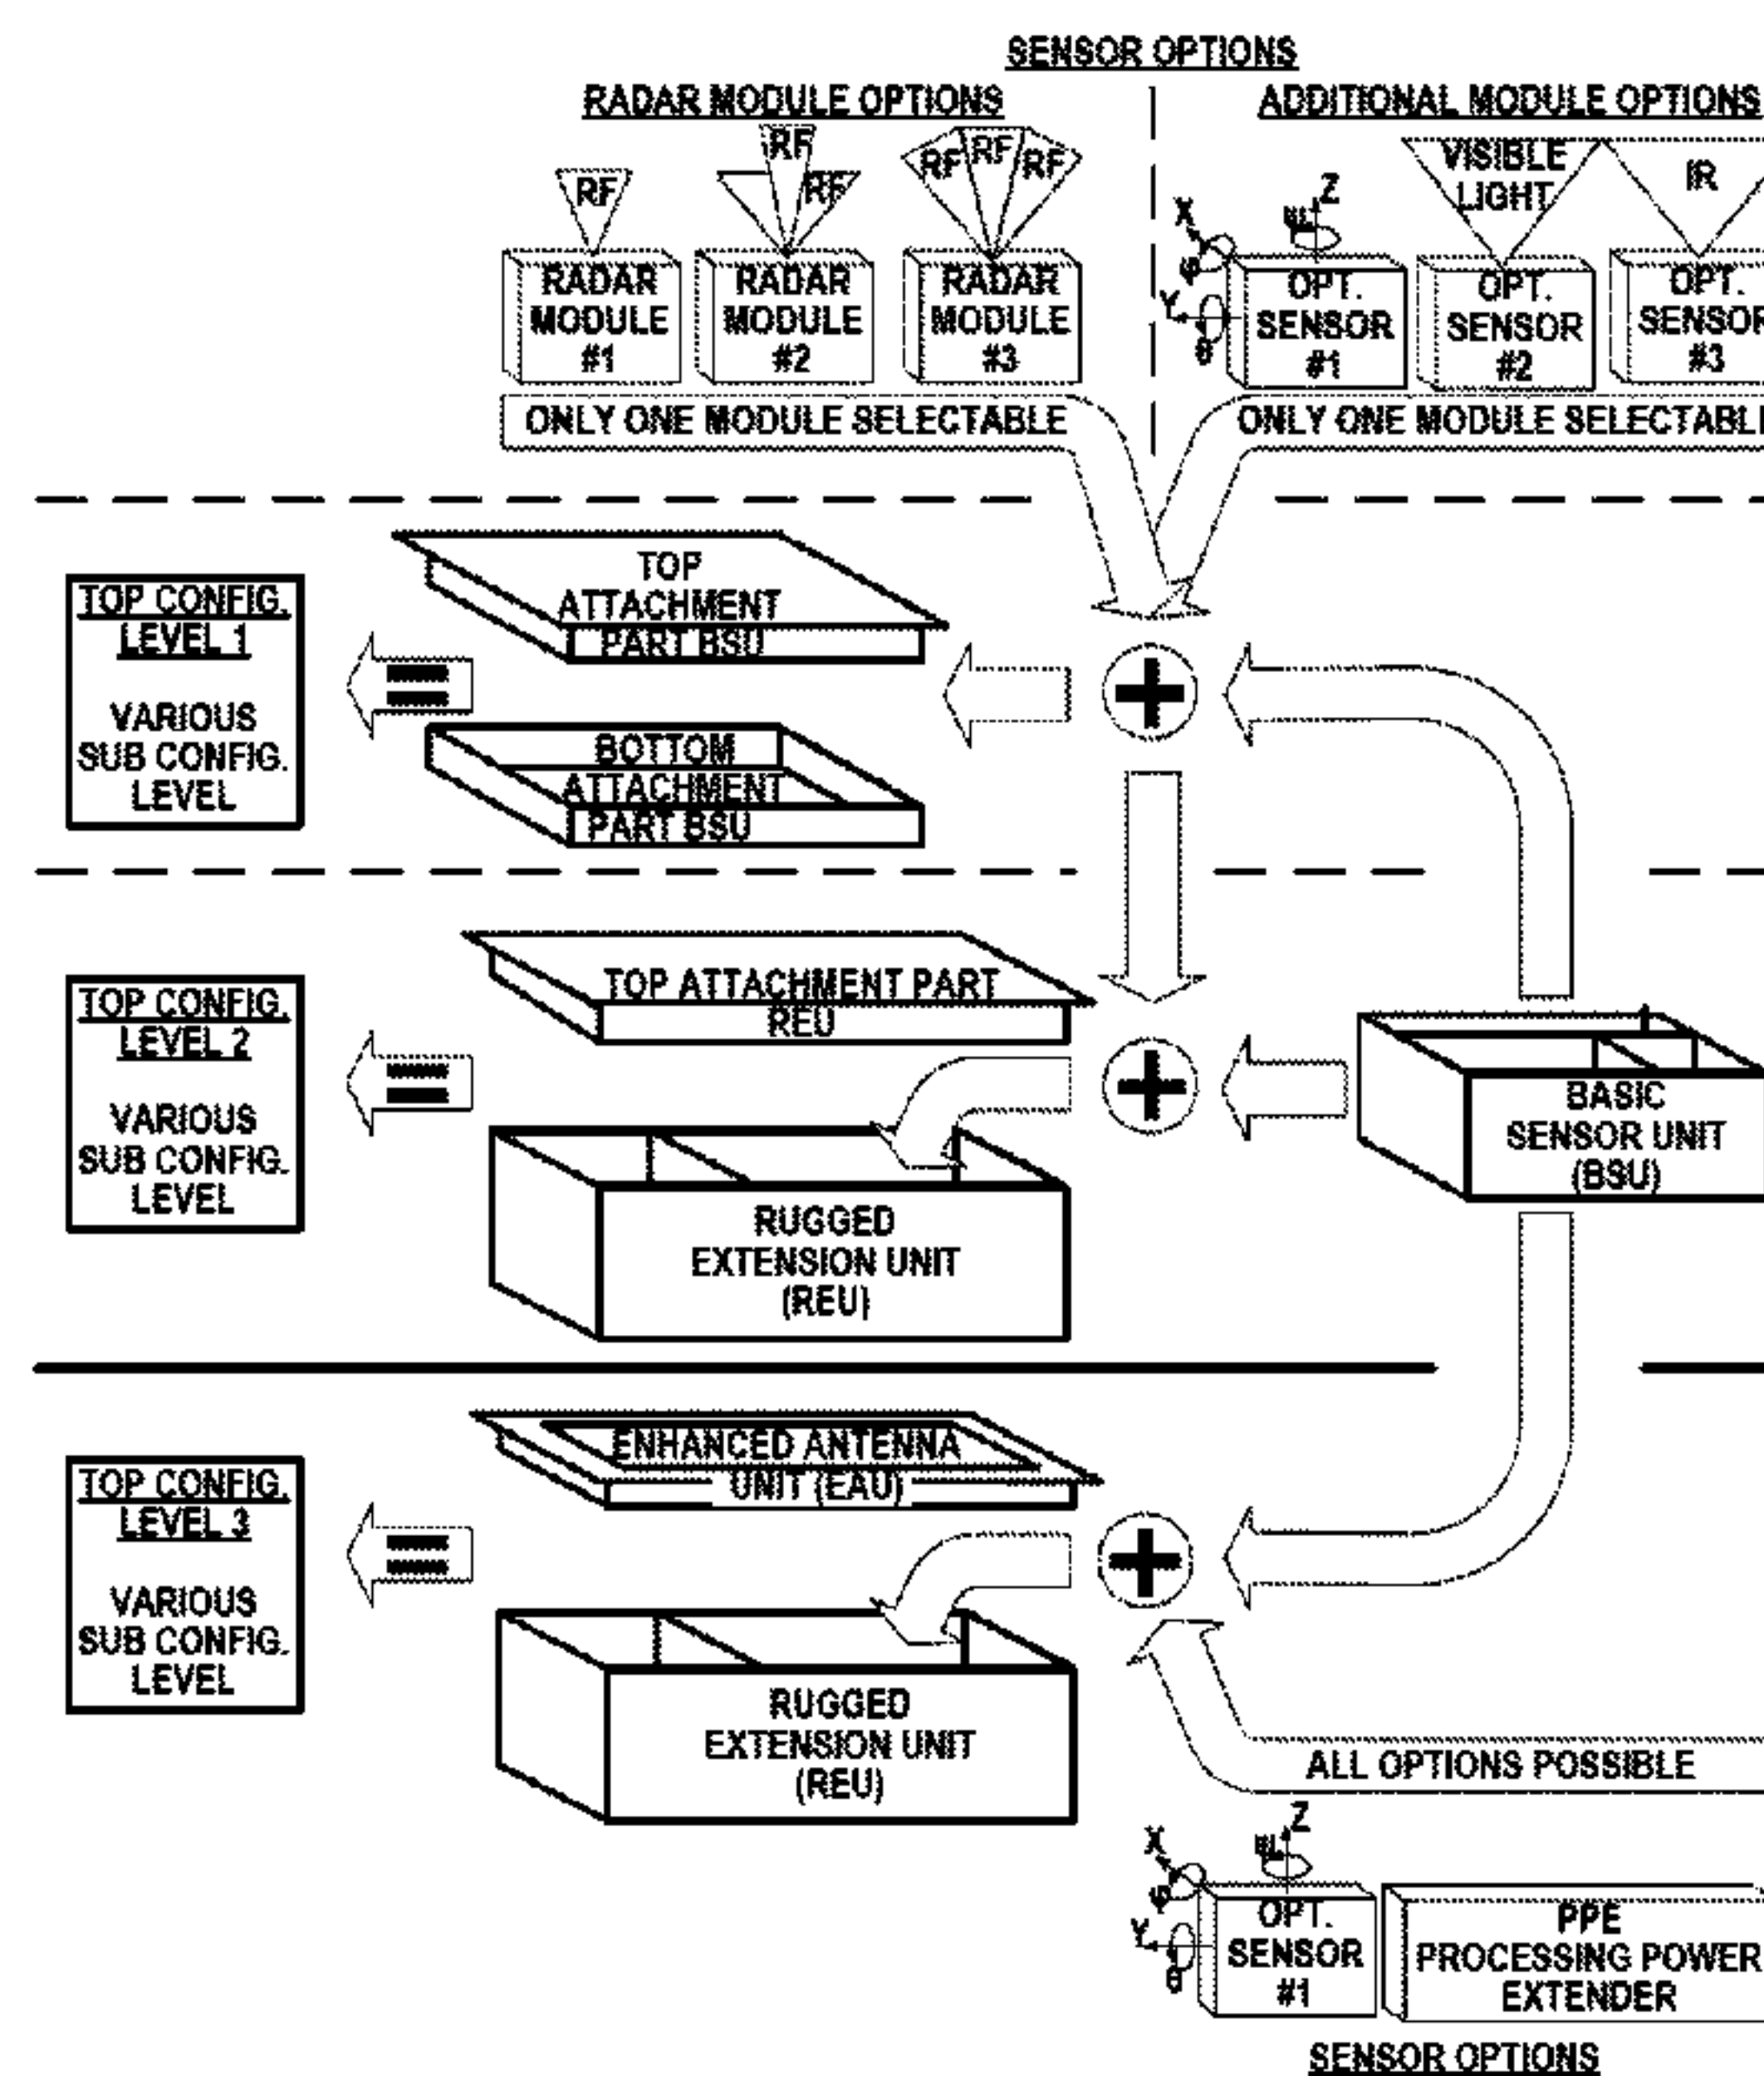 SENSOR OPTIONS
RADAR MODULE OPTIONS
RF
RF
RF
RF
RF
RF
RADAR
MODULE
#1
RADAR
MODULE
#2
RADAR
MODULE
#3
ONLY ONE MODULE SELECTABLE
ADDITIONAL MODULE OPTIONS
VISIBLE
LIGHT
IR
X
Z
φ
Y
θ
OPT.
SENSOR
#1
OPT.
SENSOR
#2
OPT.
SENSOR
#3
ONLY ONE MODULE SELECTABL
TOP CONFIG.
LEVEL 1
VARIOUS
SUB CONFIG.
LEVEL
TOP
ATTACHMENT
PART BSU
BOTTOM
ATTACHMENT
PART BSU
TOP CONFIG.
LEVEL 2
VARIOUS
SUB CONFIG.
LEVEL
TOP ATTACHMENT PART
REU
RUGGED
EXTENSION UNIT
(REU)
BASIC
SENSOR UNIT
(BSU)
TOP CONFIG.
LEVEL 3
VARIOUS
SUB CONFIG.
LEVEL
ENHANCED ANTENNA
UNIT (EAU)
RUGGED
EXTENSION UNIT
(REU)
ALL OPTIONS POSSIBLE
X
Z
φ
Y
θ
OPT.
SENSOR
#1
PPE
PROCESSING POWER
EXTENDER
SENSOR OPTIONS